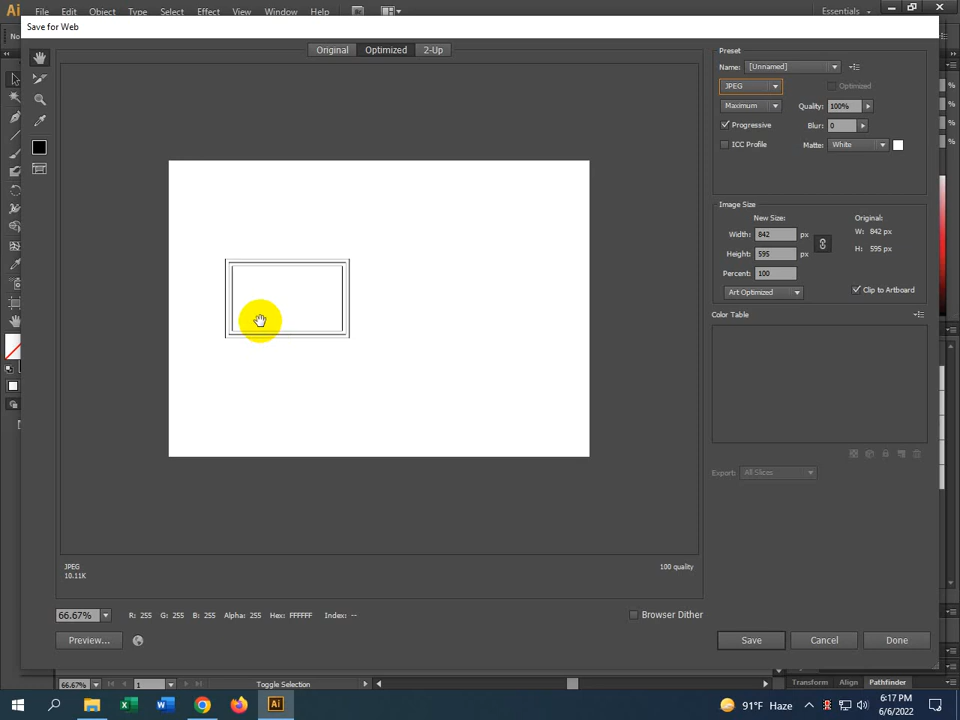 Ai File Edit Object Type Select Effect View Window Help Br Essentials
Save for Web
No
Original Optimized 2-Up
Preset
Name: [Unnamed]
JPEG Optimized
Maximum Quality: 100%
Progressive Blur: 0
ICC Profile Matte: White
Image Size
New Size: Original:
Width: 842 px W: 842 px
Height: 595 px H: 595 px
Percent: 100
Art Optimized Clip to Artboard
Color Table
Export: All Slices
JPEG 100 quality
10.11K
66.67% R: 255 G: 255 B: 255 Alpha: 255 Hex: FFFFFF Index: -- Browser Dither
Preview... Save Cancel Done
66.67% 1 Toggle Selection Transform Align Pathfinder
91°F Haze 6:17 PM
6/6/2022